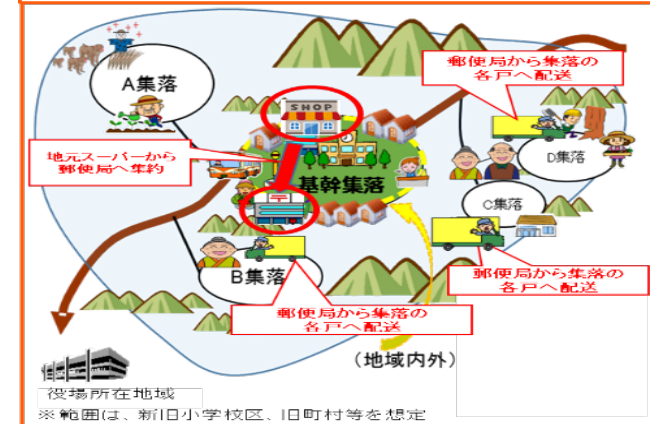 A集落
SHOP
郵便局から集落の
各戸へ配送
地元スーパーから
郵便局へ集約
基幹集落
〒
D集落
C集落
B集落
郵便局から集落の
各戸へ配送
郵便局から集落の
各戸へ配送
(地域内外)
役場所在地域
※範囲は、新旧小学校区、旧町村等を想定